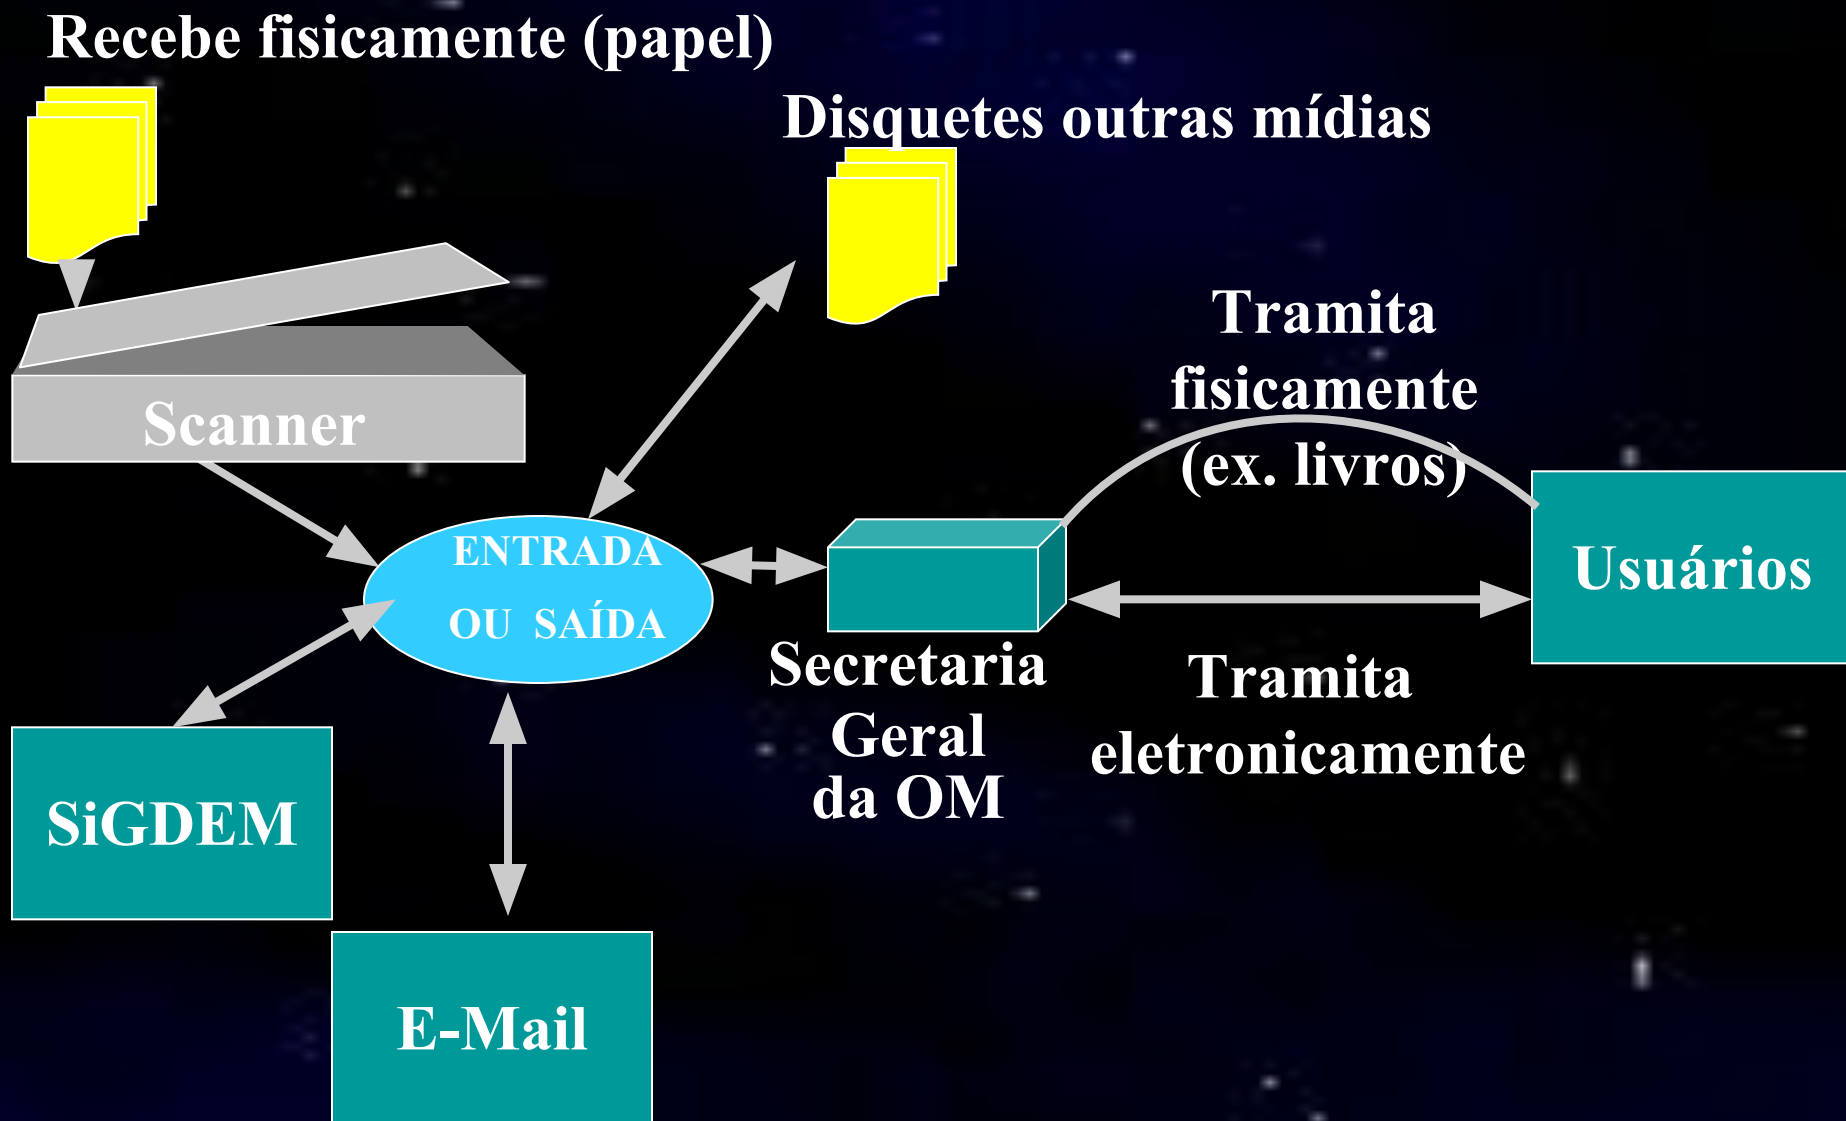 Recebe fisicamente (papel)
Disquetes outras mídias
Scanner
Tramita
fisicamente
(ex. livros)
ENTRADA
OU SAÍDA
Usuários
Secretaria
Geral
da OM
Tramita
eletronicamente
SiGDEM
E-Mail